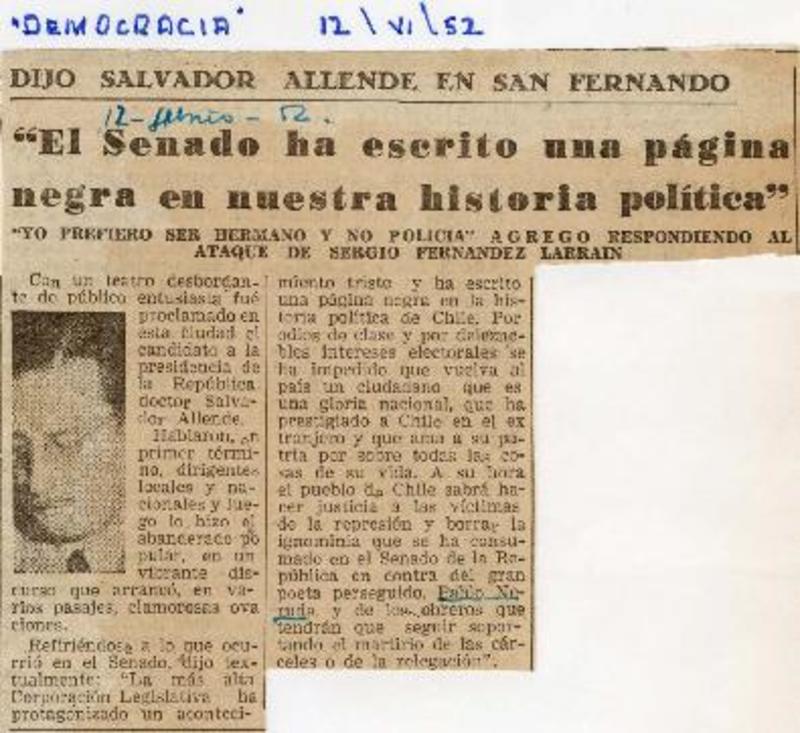 "DEMOCRACIA" 12/VI/52
DIJO SALVADOR ALLENDE EN SAN FERNANDO
12-Junio-52.
"El Senado ha escrito una página
negra en nuestra historia política"
"YO PREFIERO SER HERMANO Y NO POLICIA" AGREGO RESPONDIENDO AL
ATAQUE DE SERGIO FERNANDEZ LARRAIN
Con un teatro desbordan-
te de público entusiasta fué
proclamado en
esta ciudad el
candidato a la
presidencia de
la República
doctor Salva-
dor Allende.
Hablaron, en
primer térmi-
no, dirigentes
locales y na-
cionales y lue-
go lo hizo el
abanderado po
pular, en un
vibrante dis-
curso que arrancó, en va-
rios pasajes, clamorosas ova
ciones.
Refiriéndose a lo que ocu-
rrió en el Senado, dijo tex-
tualmente: "La más alta
Corporación Legislativa ha
protagonizado un aconteci-
miento triste y ha escrito
una página negra en la his-
toria política de Chile. Por
odios de clase y por delezna-
bles intereses electorales se
ha impedido que vuelva al
país un ciudadano que es
una gloria nacional, que ha
prestigiado a Chile en el ex
tranjero y que ama a su pa-
tria por sobre todas las co-
sas de su vida. A su hora
el pueblo de Chile sabrá ha-
cer justicia a las víctimas
de la represión y borrar la
ignominia que se ha consu-
mado en el Senado de la Re-
pública en contra del gran
poeta perseguido, Pablo Ne-
ruda y de los obreros que
tendrán que seguir sopor-
tando el martirio de las cár-
celes o de la relegación".